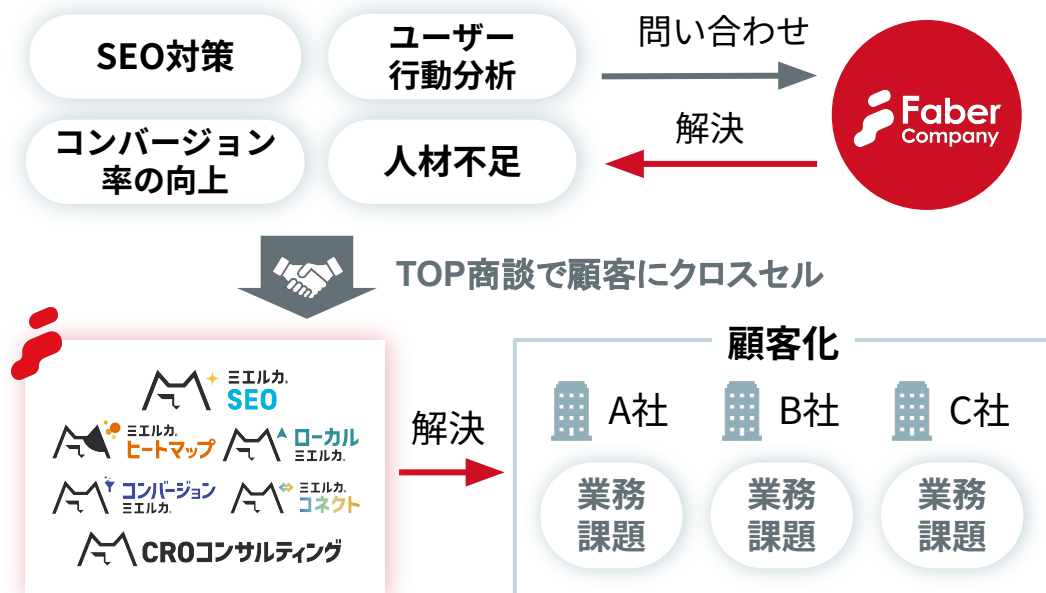 SEO対策
ユーザー
行動分析
コンバージョン
率の向上
人材不足
問い合わせ
解決
Faber
Company
TOP商談で顧客にクロスセル
ミエルカ
SEO
ミエルカ
ヒートマップ
ローカル
ミエルカ
コンバージョン
ミエルカ
ミエルカ
コネクト
CROコンサルティング
解決
顧客化
A社
B社
C社
業務
課題
業務
課題
業務
課題